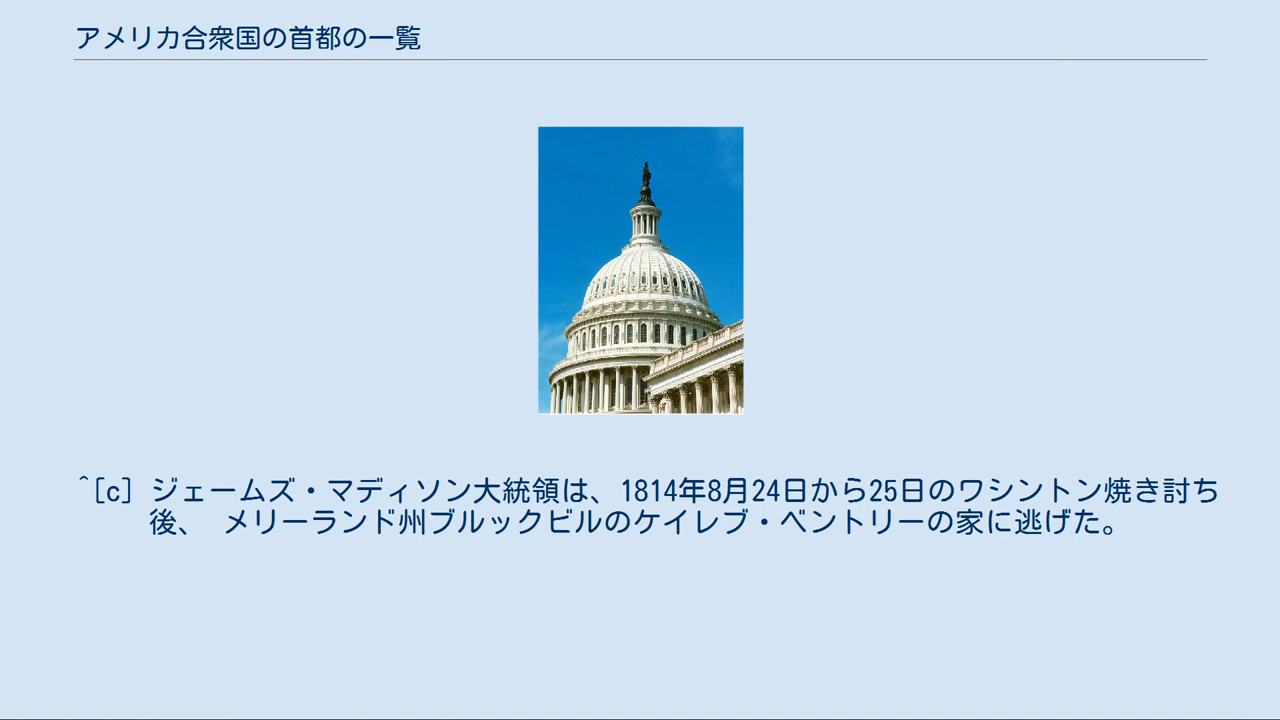 アメリカ合衆国の首都の一覧
^[c] ジェームズ・マディソン大統領は、1814年8月24日から25日のワシントン焼き討ち
後、 メリーランド州ブルックビルのケイレブ・ベントリーの家に逃げた。